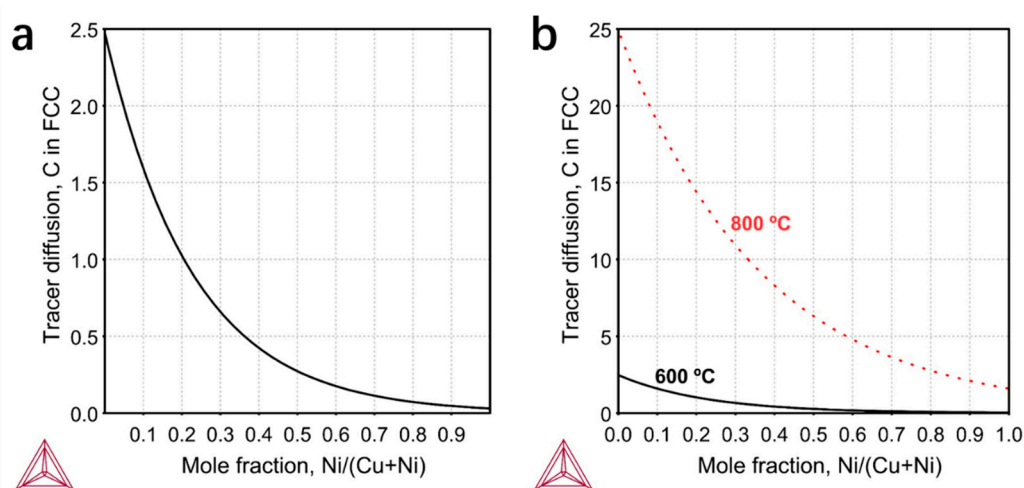 a
Tracer diffusion, C in FCC
2.5
2.0
1.5
1.0
0.5
0.0
0.1 0.2 0.3 0.4 0.5 0.6 0.7 0.8 0.9
Mole fraction, Ni/(Cu+Ni)
b
Tracer diffusion, C in FCC
25
20
15
10
5
0
800 ºC
600 ºC
0.0 0.1 0.2 0.3 0.4 0.5 0.6 0.7 0.8 0.9 1.0
Mole fraction, Ni/(Cu+Ni)